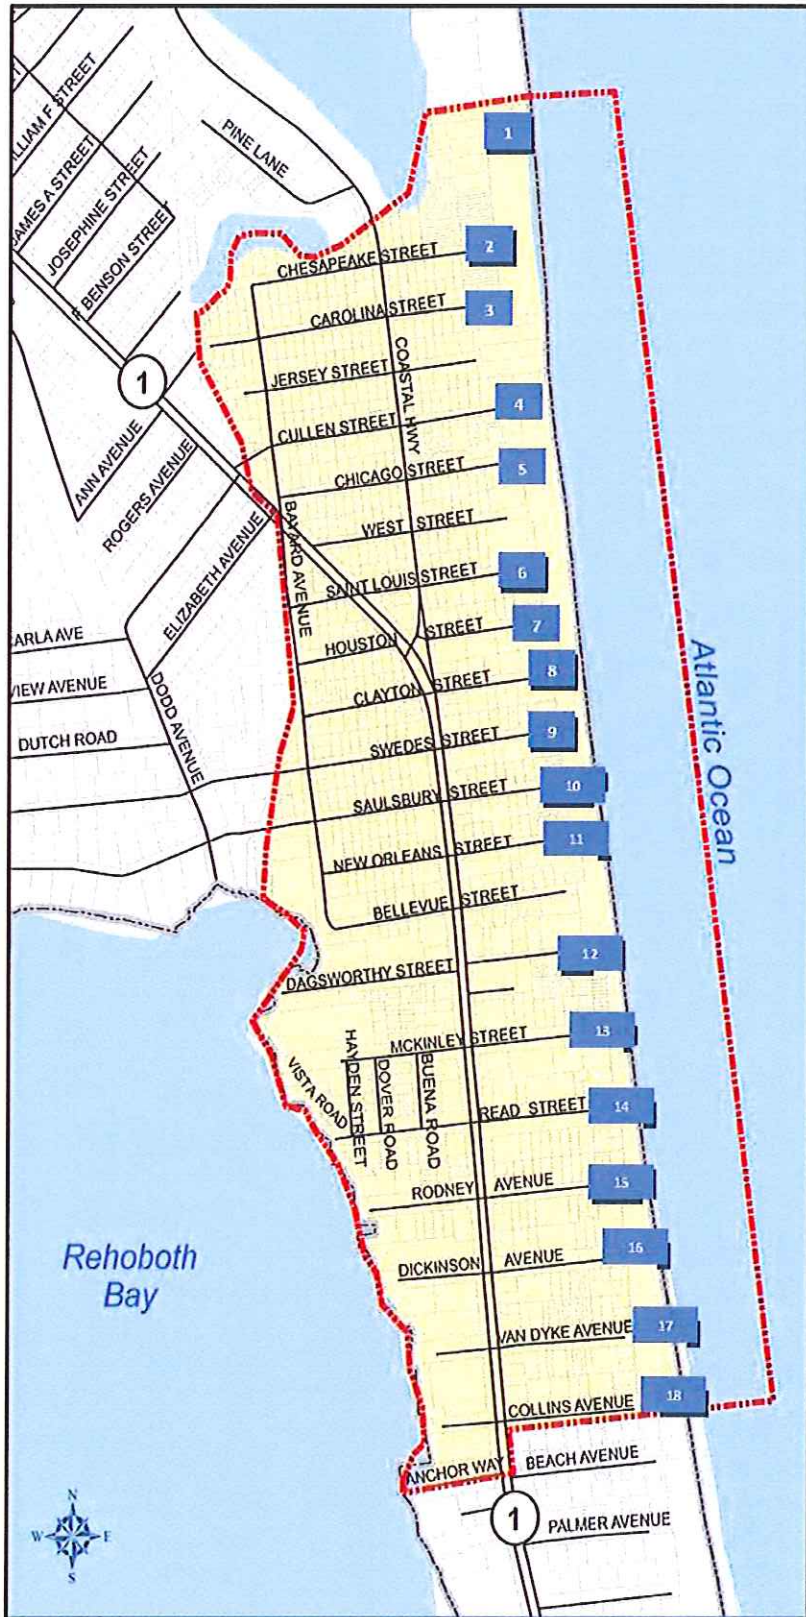 ILLIAM F STREET
JAMES A STREET
JOSEPHINE STREET
E BENSON STREET
PINE LANE
1
CHESAPEAKE STREET
2
CAROLINA STREET
3
COASTAL HWY
1
JERSEY STREET
CULLEN STREET
4
ANN AVENUE
ROGERS AVENUE
CHICAGO STREET
5
BAYARD AVENUE
WEST STREET
ELIZABETH AVENUE
SAINT LOUIS STREET
6
HOUSTON STREET
7
ARLA AVE
VIEW AVENUE
DODD AVENUE
CLAYTON STREET
8
DUTCH ROAD
SWEDES STREET
9
Atlantic Ocean
SAULSBURY STREET
10
NEW ORLEANS STREET
11
BELLEVUE STREET
12
DAGSWORTHY STREET
MCKINLEY STREET
13
VISTA ROAD
HAYDEN STREET
DOVER ROAD
BUENA ROAD
READ STREET
14
RODNEY AVENUE
15
Rehoboth
Bay
DICKINSON AVENUE
16
VAN DYKE AVENUE
17
COLLINS AVENUE
18
ANCHOR WAY
BEACH AVENUE
1
PALMER AVENUE
N
W E
S